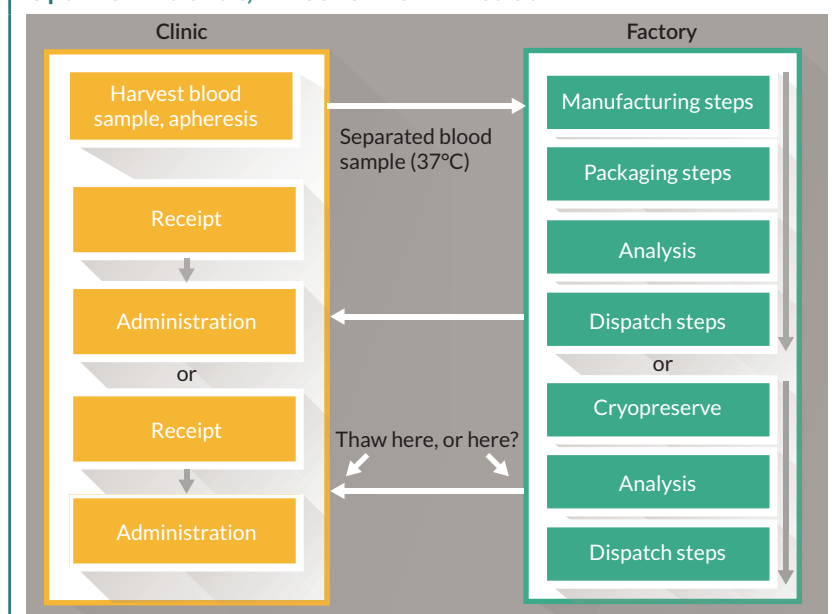 Clinic
Harvest blood
sample, apheresis
Receipt
Administration
or
Receipt
Administration
Separated blood
sample (37°C)
Thaw here, or here?
Factory
Manufacturing steps
Packaging steps
Analysis
Dispatch steps
or
Cryopreserve
Analysis
Dispatch steps